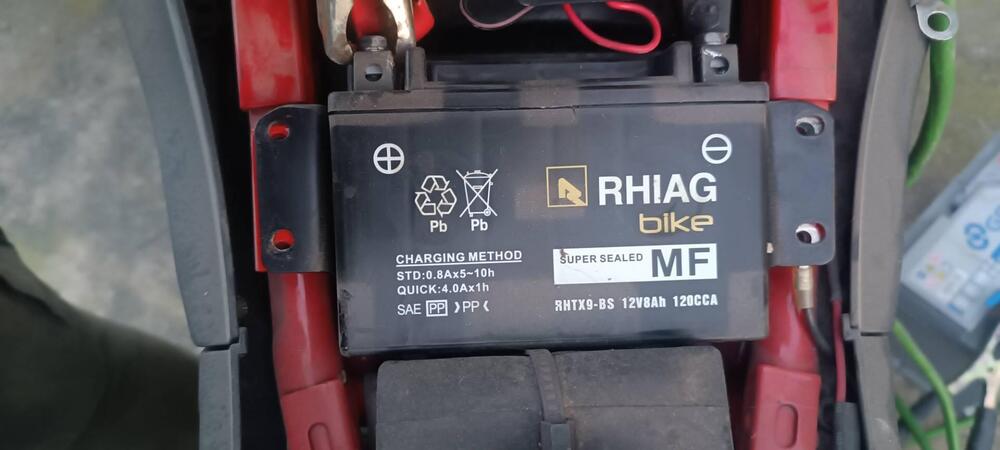 Pb
Pb
RHIAG
bike
CHARGING METHOD
STD:0.8Ax5~10h
QUICK:4.0Ax1h
SAE PP >PP<
SUPER SEALED MF
RHTX9-BS 12V8Ah 120CCA